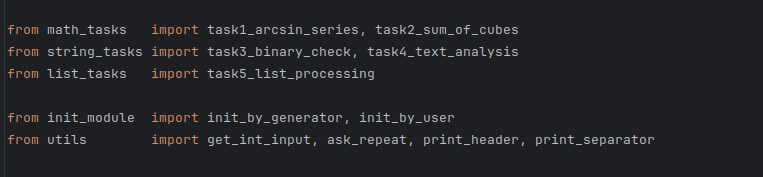 from math_tasks   import task1_arcsin_series, task2_sum_of_cubes
from string_tasks import task3_binary_check, task4_text_analysis
from list_tasks   import task5_list_processing
from init_module  import init_by_generator, init_by_user
from utils        import get_int_input, ask_repeat, print_header, print_separator